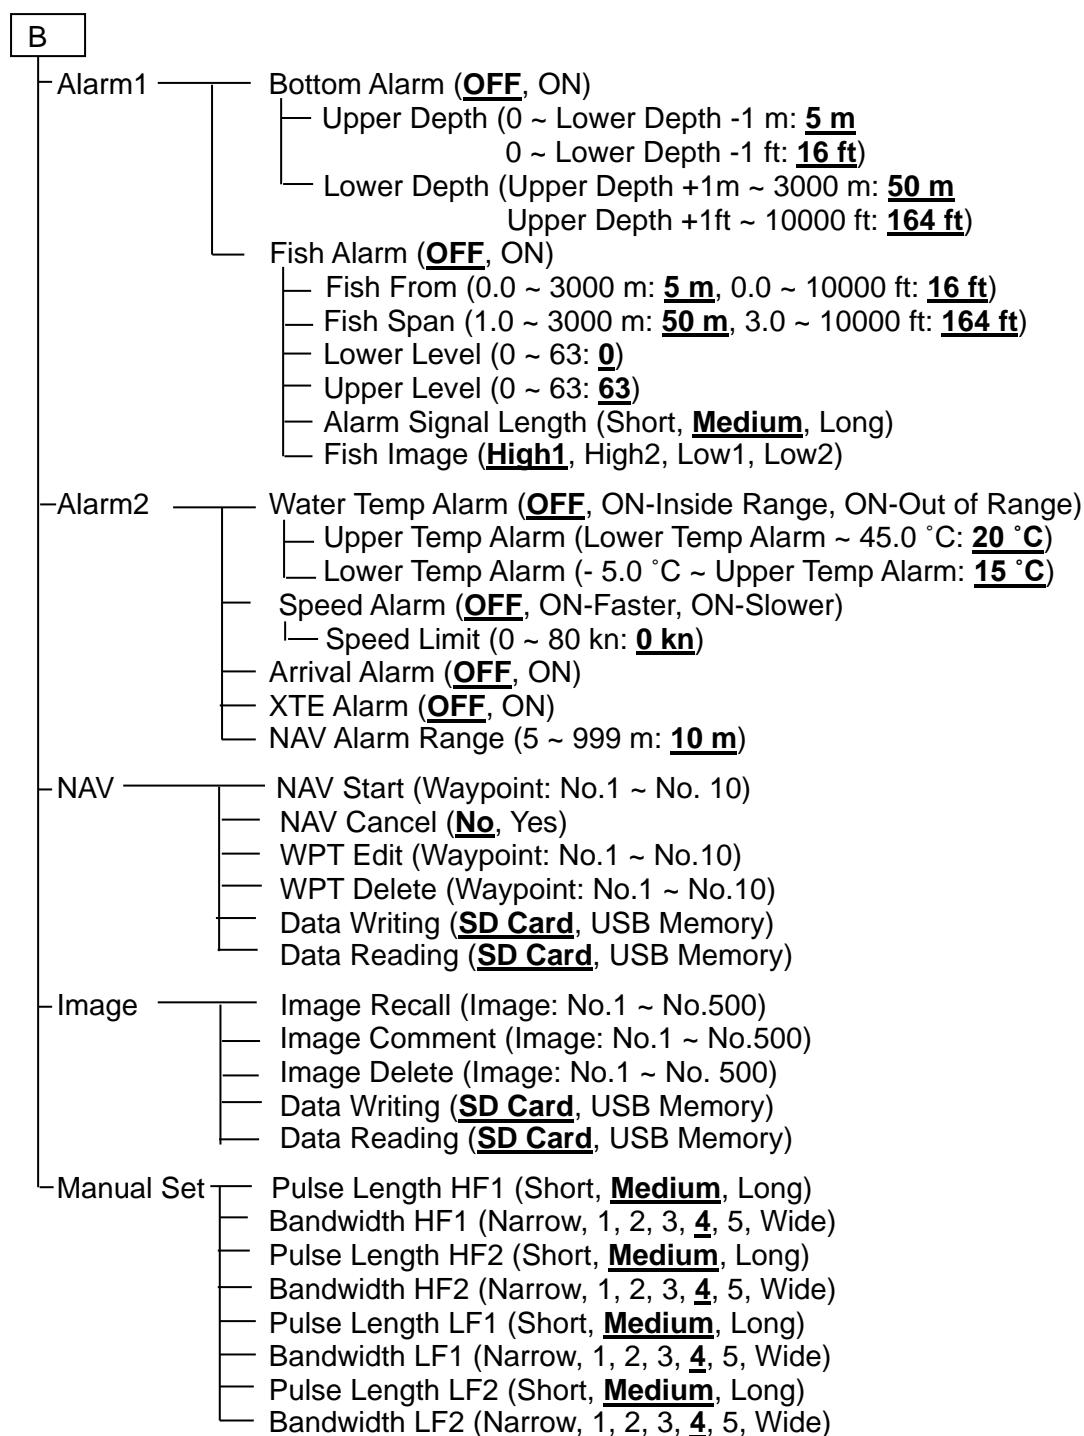 B
Alarm1 Bottom Alarm (OFF, ON)
Upper Depth (0 ~ Lower Depth -1 m: 5 m
0 ~ Lower Depth -1 ft: 16 ft)
Lower Depth (Upper Depth +1m ~ 3000 m: 50 m
Upper Depth +1ft ~ 10000 ft: 164 ft)
Fish Alarm (OFF, ON)
Fish From (0.0 ~ 3000 m: 5 m, 0.0 ~ 10000 ft: 16 ft)
Fish Span (1.0 ~ 3000 m: 50 m, 3.0 ~ 10000 ft: 164 ft)
Lower Level (0 ~ 63: 0)
Upper Level (0 ~ 63: 63)
Alarm Signal Length (Short, Medium, Long)
Fish Image (High1, High2, Low1, Low2)
Alarm2 Water Temp Alarm (OFF, ON-Inside Range, ON-Out of Range)
Upper Temp Alarm (Lower Temp Alarm ~ 45.0 ˚C: 20 ˚C)
Lower Temp Alarm (- 5.0 ˚C ~ Upper Temp Alarm: 15 ˚C)
Speed Alarm (OFF, ON-Faster, ON-Slower)
Speed Limit (0 ~ 80 kn: 0 kn)
Arrival Alarm (OFF, ON)
XTE Alarm (OFF, ON)
NAV Alarm Range (5 ~ 999 m: 10 m)
NAV NAV Start (Waypoint: No.1 ~ No. 10)
NAV Cancel (No, Yes)
WPT Edit (Waypoint: No.1 ~ No.10)
WPT Delete (Waypoint: No.1 ~ No.10)
Data Writing (SD Card, USB Memory)
Data Reading (SD Card, USB Memory)
Image Image Recall (Image: No.1 ~ No.500)
Image Comment (Image: No.1 ~ No.500)
Image Delete (Image: No.1 ~ No. 500)
Data Writing (SD Card, USB Memory)
Data Reading (SD Card, USB Memory)
Manual Set Pulse Length HF1 (Short, Medium, Long)
Bandwidth HF1 (Narrow, 1, 2, 3, 4, 5, Wide)
Pulse Length HF2 (Short, Medium, Long)
Bandwidth HF2 (Narrow, 1, 2, 3, 4, 5, Wide)
Pulse Length LF1 (Short, Medium, Long)
Bandwidth LF1 (Narrow, 1, 2, 3, 4, 5, Wide)
Pulse Length LF2 (Short, Medium, Long)
Bandwidth LF2 (Narrow, 1, 2, 3, 4, 5, Wide)